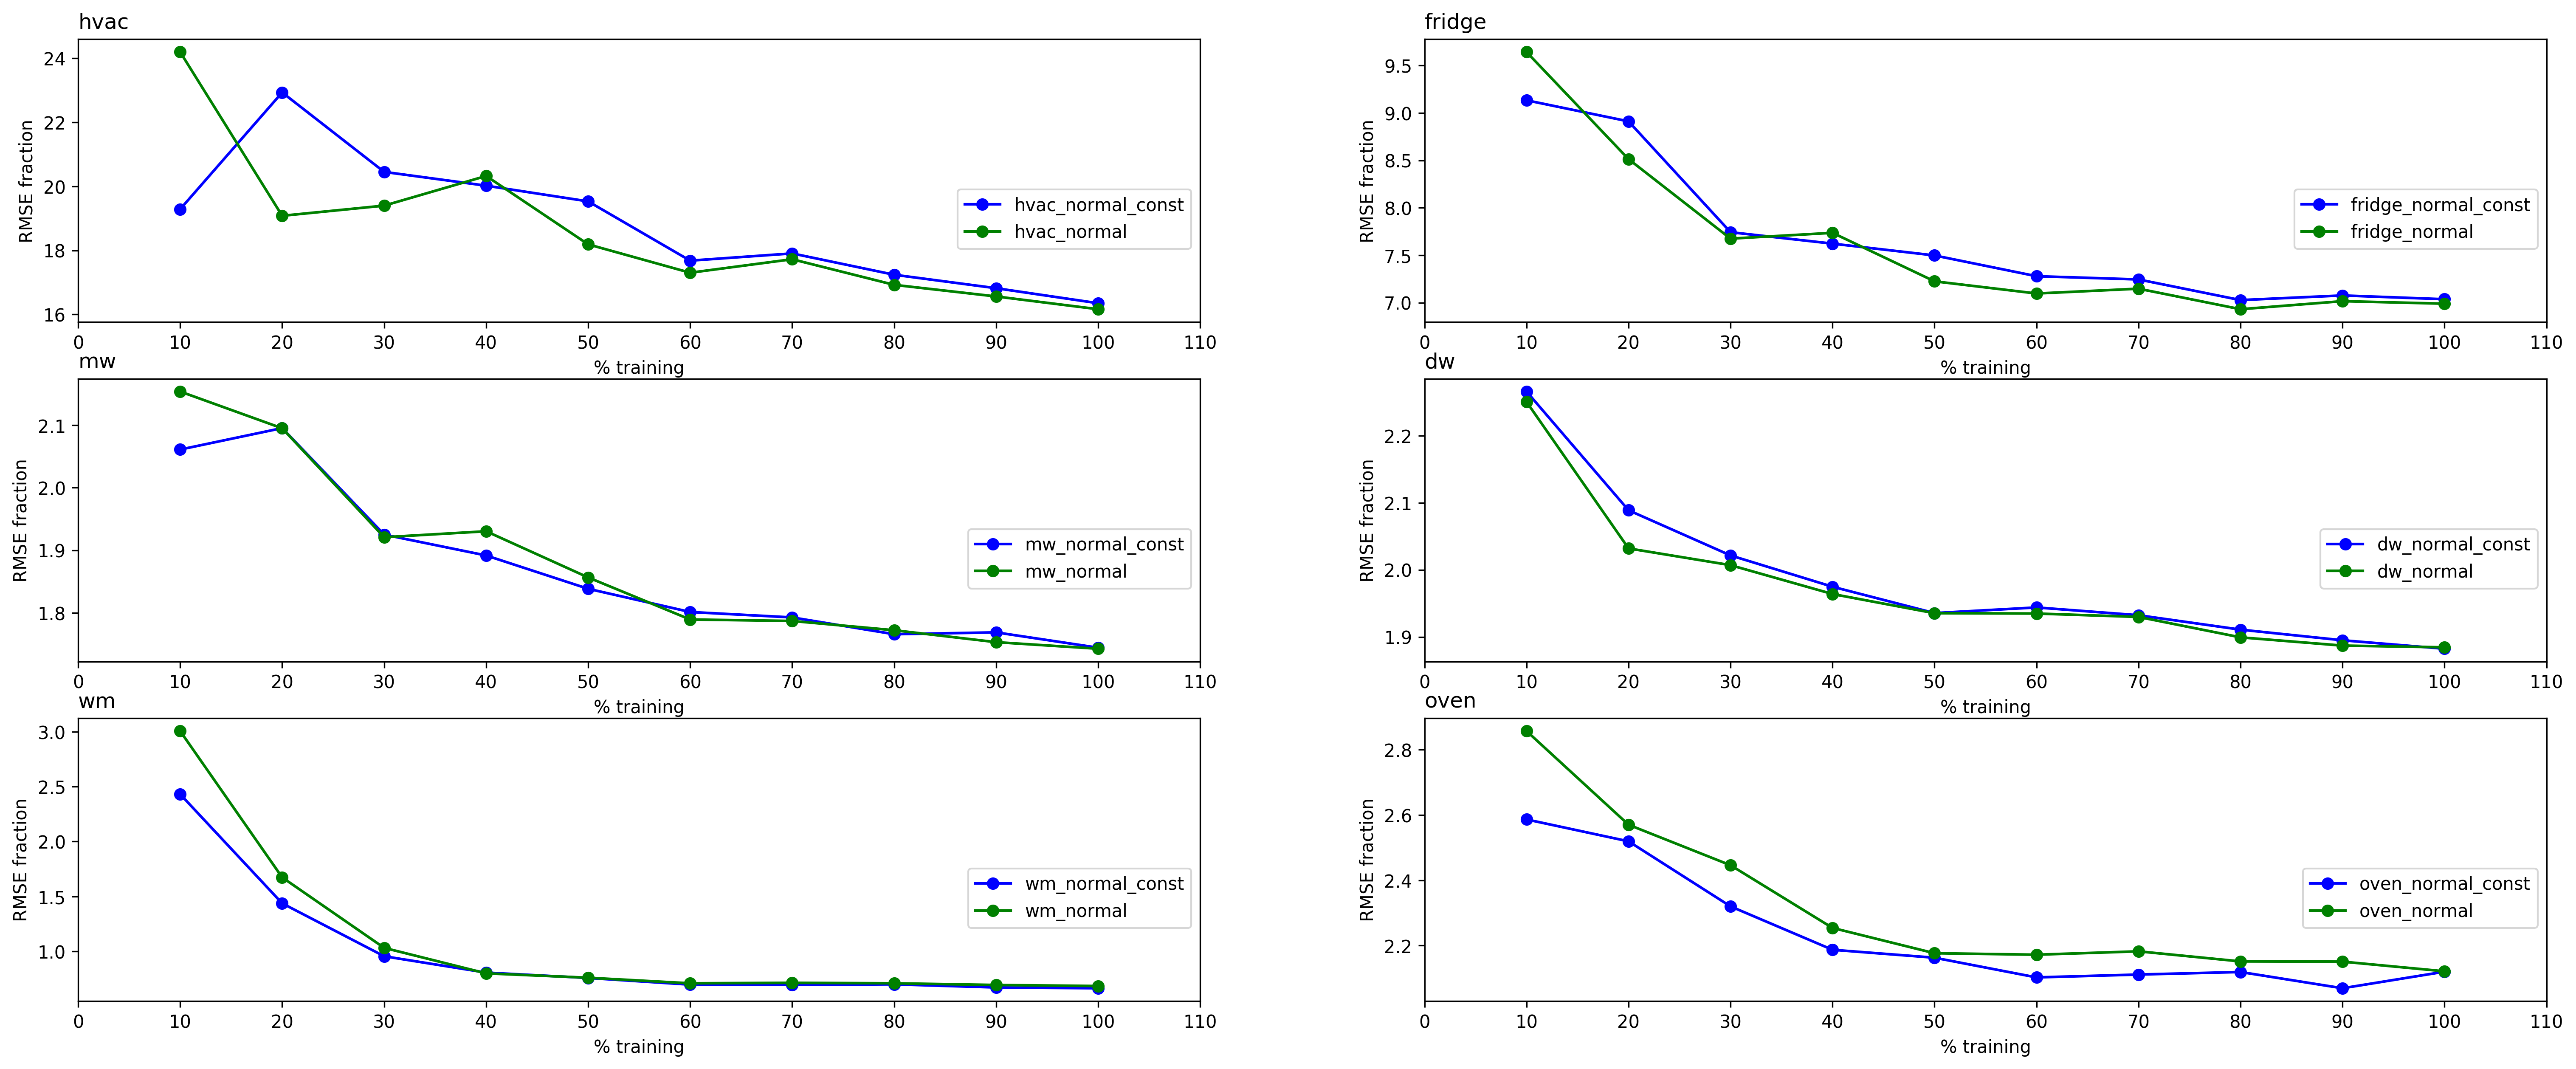 hvac
24
22
20
18
16
RMSE fraction
hvac_normal_const
hvac_normal
0 10 20 30 40 50 60 70 80 90 100 110
% training
fridge
9.5
9.0
8.5
8.0
7.5
7.0
RMSE fraction
fridge_normal_const
fridge_normal
0 10 20 30 40 50 60 70 80 90 100 110
% training
mw
2.1
2.0
1.9
1.8
RMSE fraction
mw_normal_const
mw_normal
0 10 20 30 40 50 60 70 80 90 100 110
% training
dw
2.2
2.1
2.0
1.9
RMSE fraction
dw_normal_const
dw_normal
0 10 20 30 40 50 60 70 80 90 100 110
% training
wm
3.0
2.5
2.0
1.5
1.0
RMSE fraction
wm_normal_const
wm_normal
0 10 20 30 40 50 60 70 80 90 100 110
% training
oven
2.8
2.6
2.4
2.2
RMSE fraction
oven_normal_const
oven_normal
0 10 20 30 40 50 60 70 80 90 100 110
% training